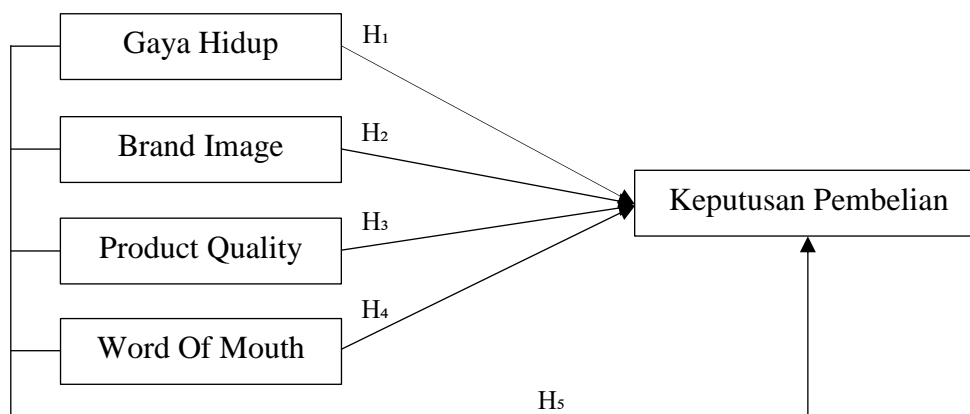 Gaya Hidup
H₁
Brand Image
H₂
Keputusan Pembelian
Product Quality
H₃
Word Of Mouth
H₄
H₅